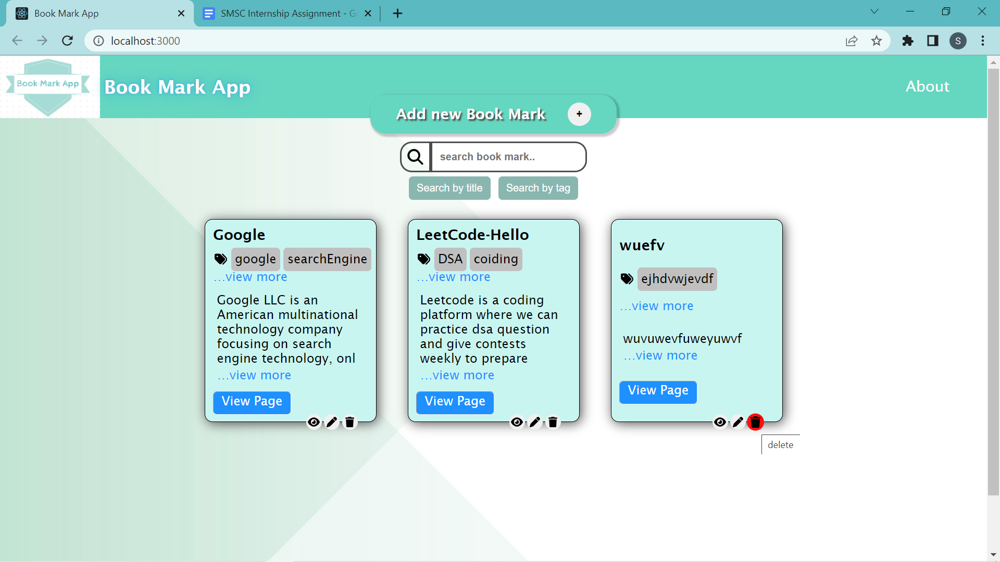 Book Mark App
SMSC Internship Assignment - G
localhost:3000
S
Book Mark App
Book Mark App
About
Add new Book Mark +
search book mark..
Search by title
Search by tag
Google
google searchEngine
...view more
Google LLC is an
American multinational
technology company
focusing on search
engine technology, onl
...view more
View Page
LeetCode-Hello
DSA coiding
...view more
Leetcode is a coding
platform where we can
practice dsa question
and give contests
weekly to prepare
...view more
View Page
wuefv
ejhdvwjevdf
...view more
wuvuwevfuweyuwvf
...view more
View Page
delete